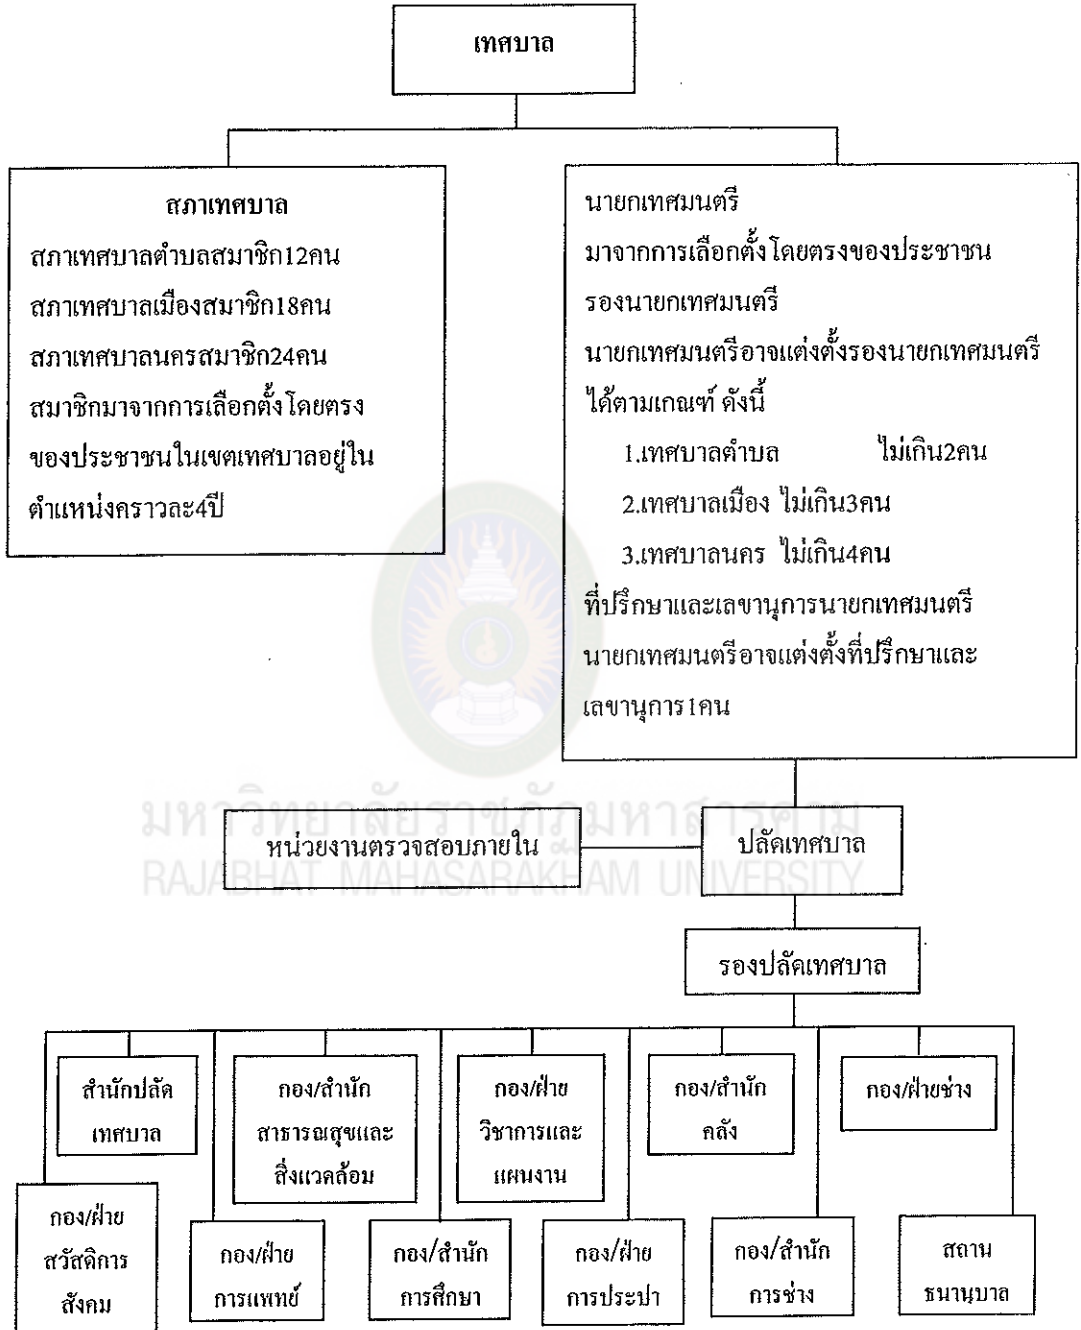 เทศบาล
สภาเทศบาล
สภาเทศบาลตำบลสมาชิก12คน
สภาเทศบาลเมืองสมาชิก18คน
สภาเทศบาลนครสมาชิก24คน
สมาชิกมาจากการเลือกตั้งโดยตรง
ของประชาชนในเขตเทศบาลอยู่ใน
ตำแหน่งคราวละ4ปี
นายกเทศมนตรี
มาจากการเลือกตั้งโดยตรงของประชาชน
รองนายกเทศมนตรี
นายกเทศมนตรีอาจแต่งตั้งรองนายกเทศมนตรี
ได้ตามเกณฑ์ ดังนี้
1.เทศบาลตำบล ไม่เกิน2คน
2.เทศบาลเมือง ไม่เกิน3คน
3.เทศบาลนคร ไม่เกิน4คน
ที่ปรึกษาและเลขานุการนายกเทศมนตรี
นายกเทศมนตรีอาจแต่งตั้งที่ปรึกษาและ
เลขานุการ1คน
มหาวิทยาลัยราชภัฏมหาสารคาม
RAJABHAT MAHASARAKHAM UNIVERSITY
หน่วยงานตรวจสอบภายใน
ปลัดเทศบาล
รองปลัดเทศบาล
สำนักปลัด
เทศบาล
กอง/สำนัก
สาธารณสุขและ
สิ่งแวดล้อม
กอง/ฝ่าย
วิชาการและ
แผนงาน
กอง/สำนัก
คลัง
กอง/ฝ่ายช่าง
กอง/ฝ่าย
สวัสดิการ
สังคม
กอง/ฝ่าย
การแพทย์
กอง/สำนัก
การศึกษา
กอง/ฝ่าย
การประปา
กอง/สำนัก
การช่าง
สถาน
ธนานุบาล